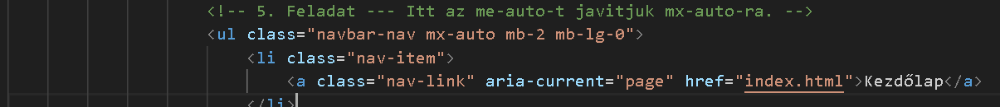 <!-- 5. Feladat --- Itt az me-auto-t javitjuk mx-auto-ra. -->
<ul class="navbar-nav mx-auto mb-2 mb-lg-0">
<li class="nav-item">
<a class="nav-link" aria-current="page" href="index.html">Kezdőlap</a>
</li>